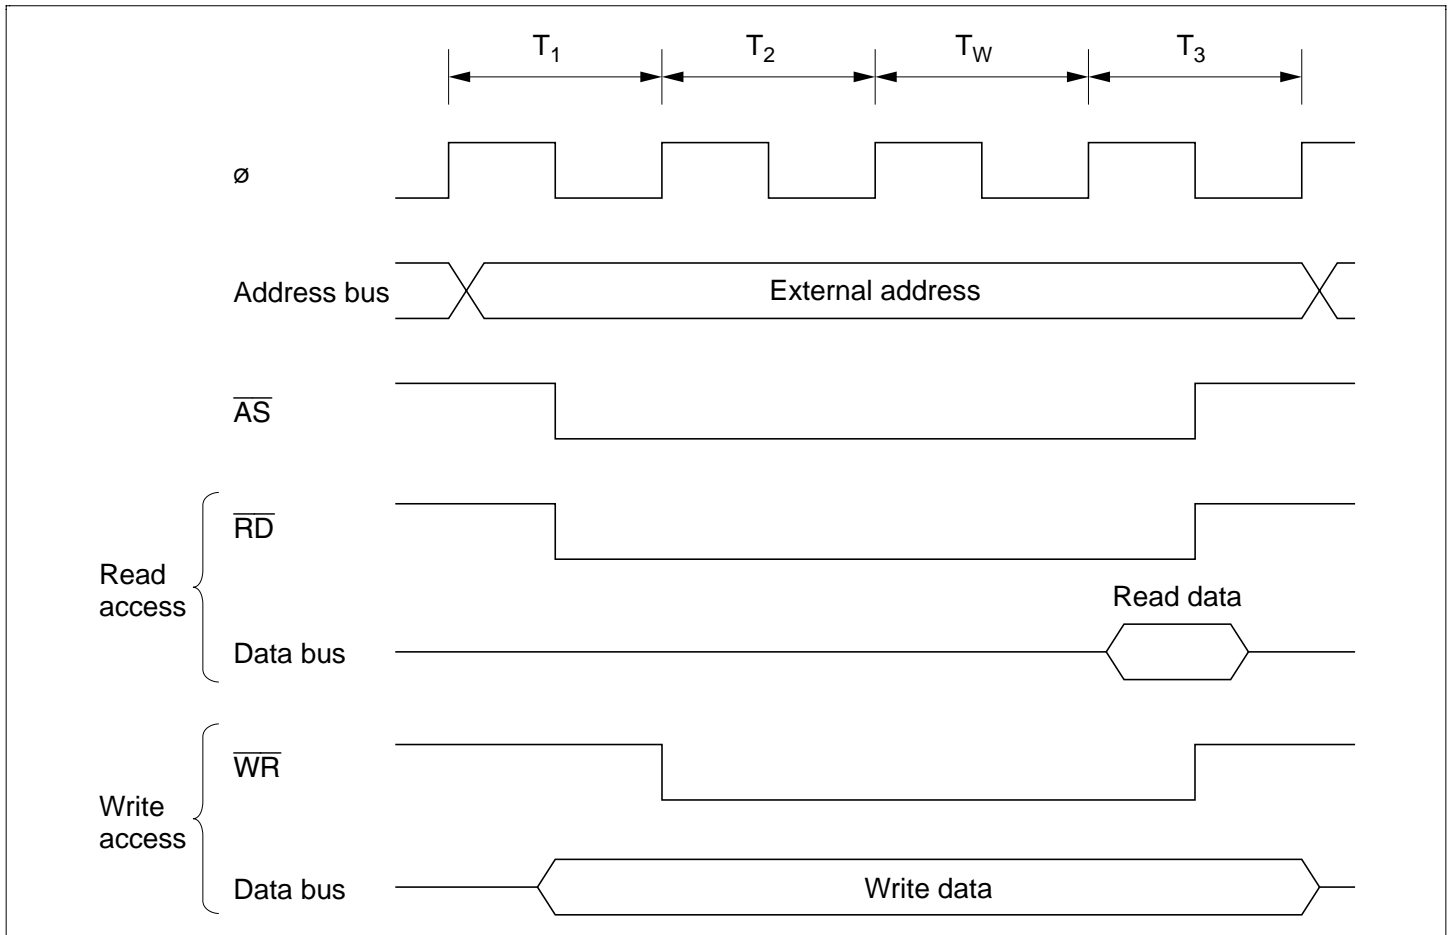 T1 T2 TW T3
ø
Address bus External address
AS
RD
Read access
Read data
Data bus
WR
Write access
Data bus Write data